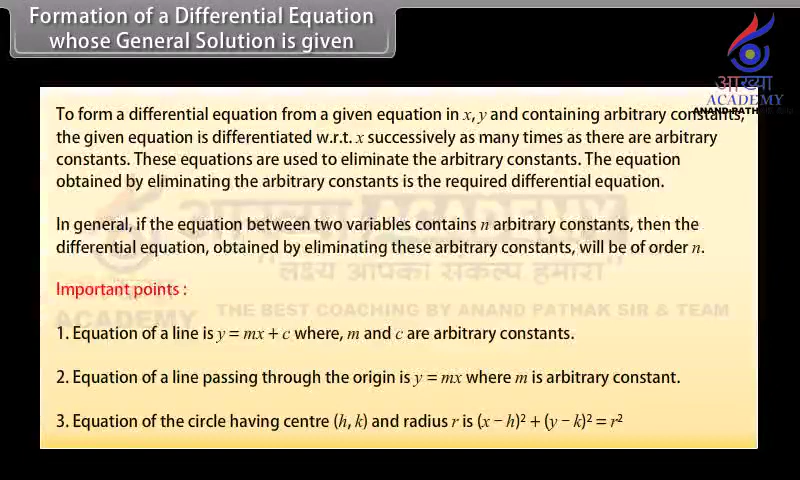 Formation of a Differential Equation
whose General Solution is given
आख्या
ACADEMY
ANAND PATHAK SIR
To form a differential equation from a given equation in x, y and containing arbitrary constants,
the given equation is differentiated w.r.t. x successively as many times as there are arbitrary
constants. These equations are used to eliminate the arbitrary constants. The equation
obtained by eliminating the arbitrary constants is the required differential equation.
आख्या ACADEMY
In general, if the equation between two variables contains n arbitrary constants, then the
differential equation, obtained by eliminating these arbitrary constants, will be of order n.
"लक्ष्य आपका संकल्प हमारा"
Important points :
THE BEST COACHING BY ANAND PATHAK SIR & TEAM
ACADEMY
1. Equation of a line is y = mx + c where, m and c are arbitrary constants.
2. Equation of a line passing through the origin is y = mx where m is arbitrary constant.
3. Equation of the circle having centre (h, k) and radius r is (x − h)² + (y − k)² = r²